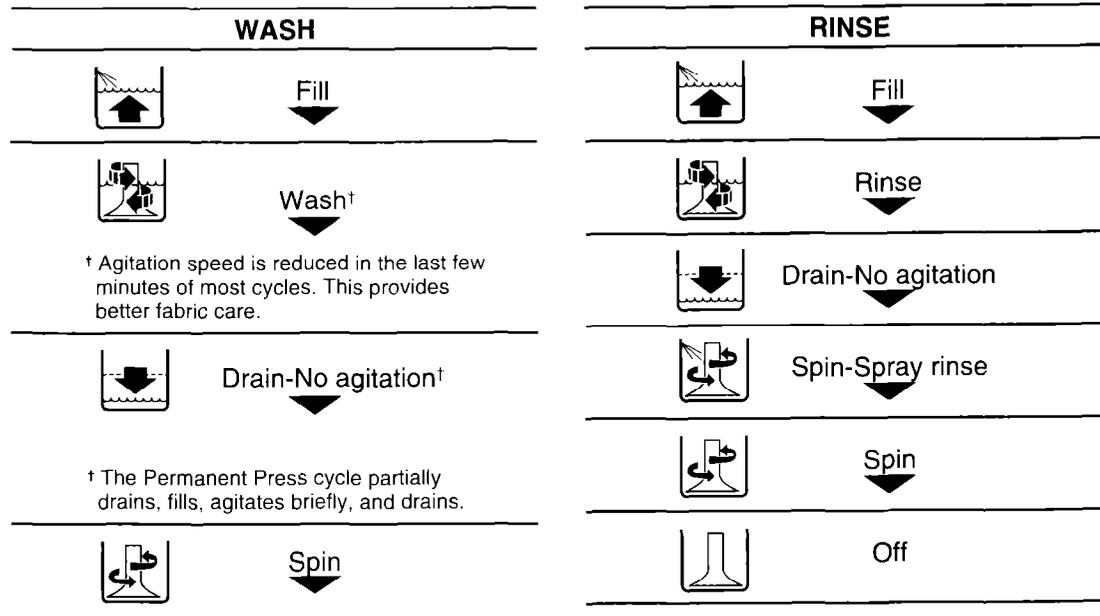 WASH
Fill
Wash†
† Agitation speed is reduced in the last few
minutes of most cycles. This provides
better fabric care.
Drain-No agitation†
† The Permanent Press cycle partially
drains, fills, agitates briefly, and drains.
Spin
RINSE
Fill
Rinse
Drain-No agitation
Spin-Spray rinse
Spin
Off